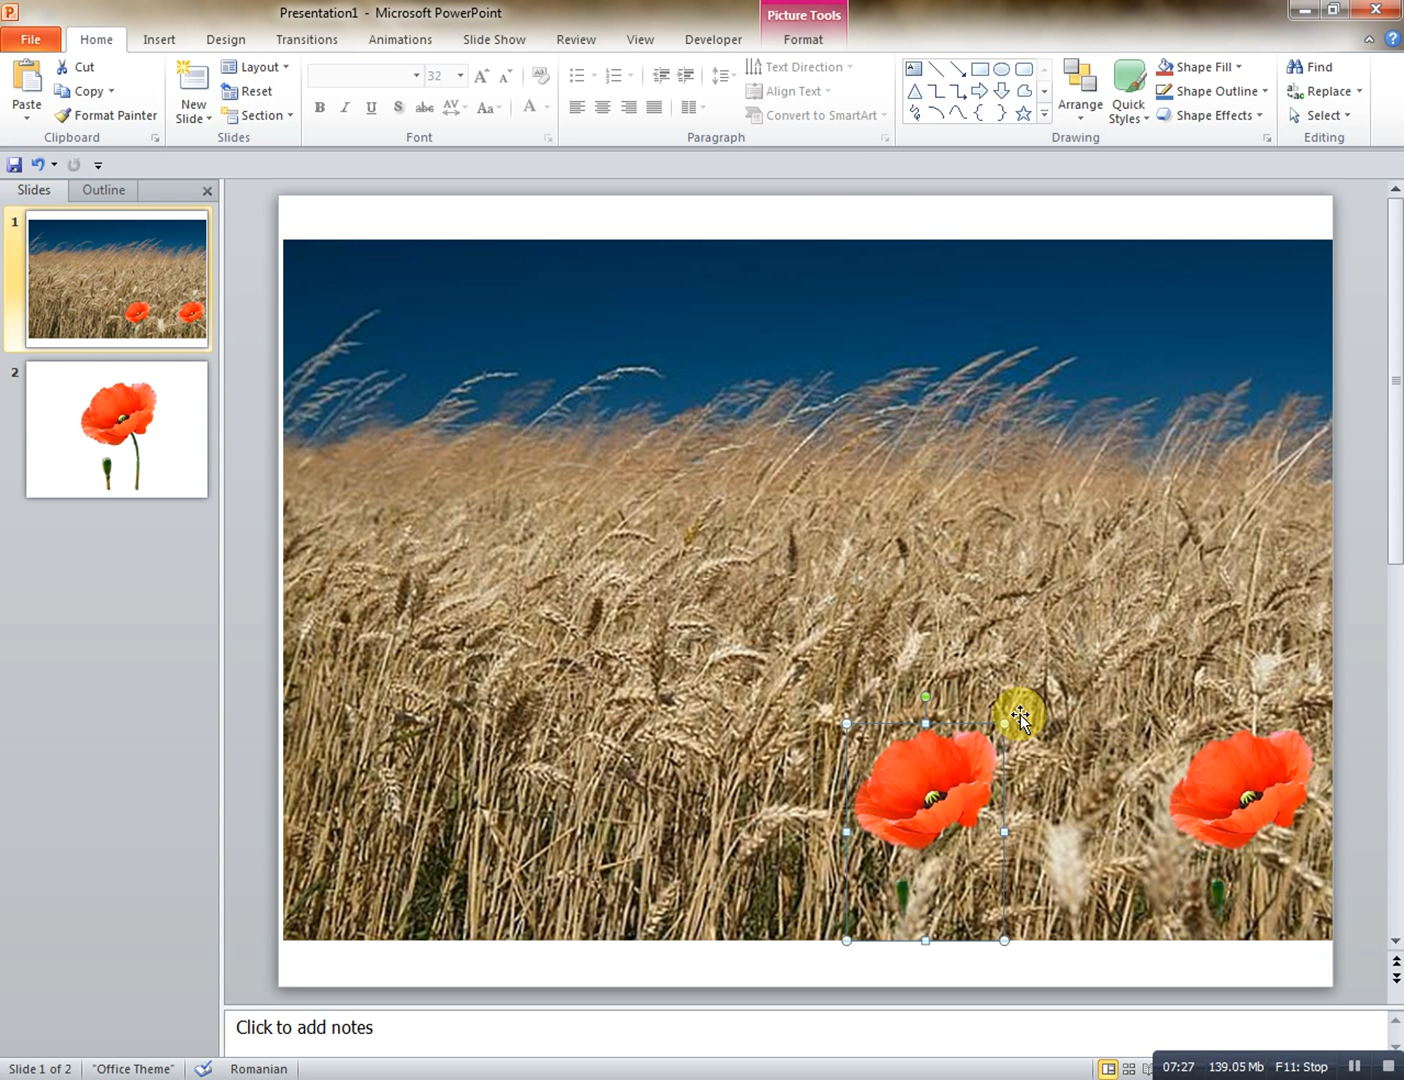 Presentation1 - Microsoft PowerPoint
Picture Tools
File
Home
Insert
Design
Transitions
Animations
Slide Show
Review
View
Developer
Format
Paste
Cut
Copy
Format Painter
Clipboard
New
Slide
Layout
Reset
Section
Slides
32
B I U S abc AV Aa A
Font
Text Direction
Align Text
Convert to SmartArt
Paragraph
Arrange
Quick
Styles
Shape Fill
Shape Outline
Shape Effects
Drawing
Find
Replace
Select
Editing
Slides
Outline
1
2
Click to add notes
Slide 1 of 2
"Office Theme"
Romanian
07:27
139.05 Mb
F11: Stop